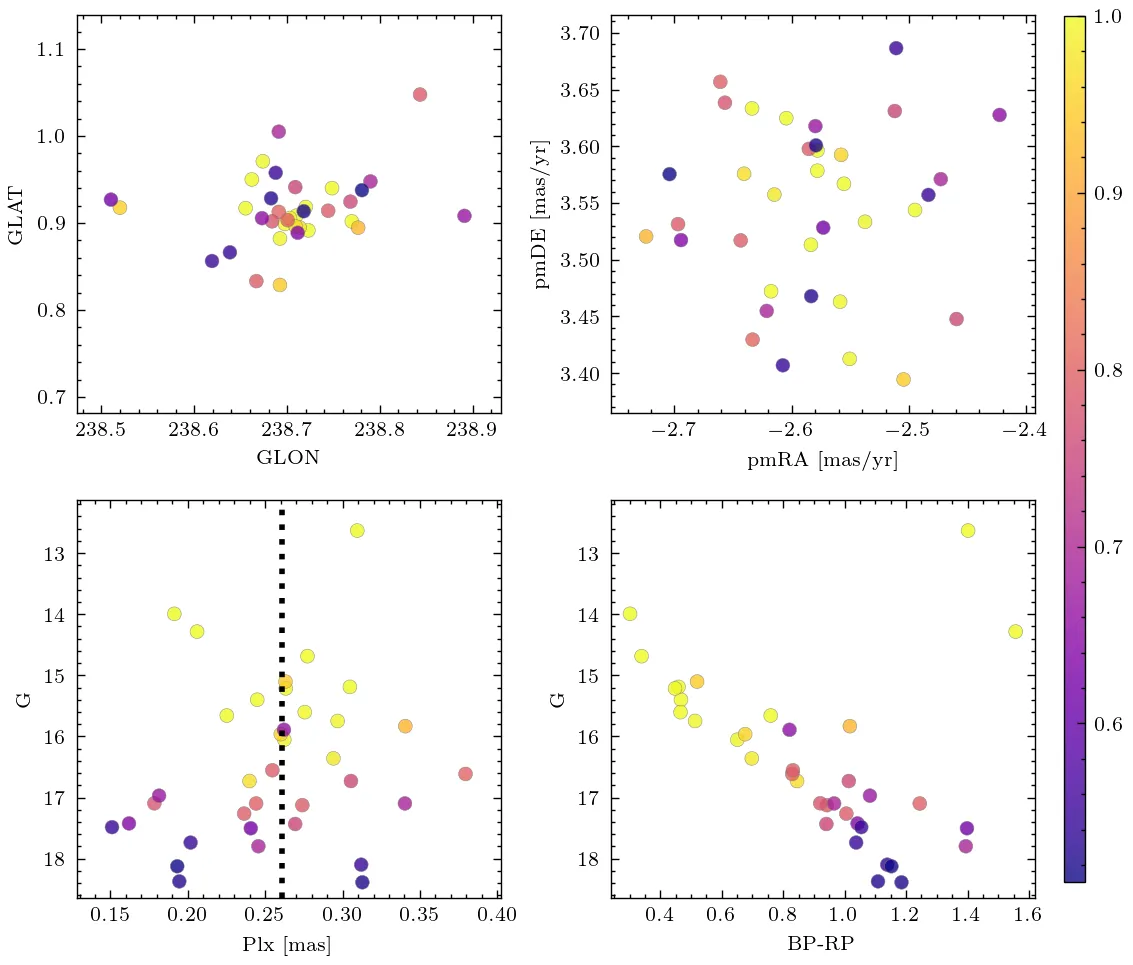 1.1
1.0
0.9
0.8
0.7
GLAT
238.5 238.6 238.7 238.8 238.9
GLON
3.70
3.65
3.60
3.55
3.50
3.45
3.40
pmDE [mas/yr]
−2.7 −2.6 −2.5 −2.4
pmRA [mas/yr]
1.0
0.9
0.8
0.7
0.6
13
14
15
16
17
18
G
0.15 0.20 0.25 0.30 0.35 0.40
Plx [mas]
13
14
15
16
17
18
G
0.4 0.6 0.8 1.0 1.2 1.4 1.6
BP-RP